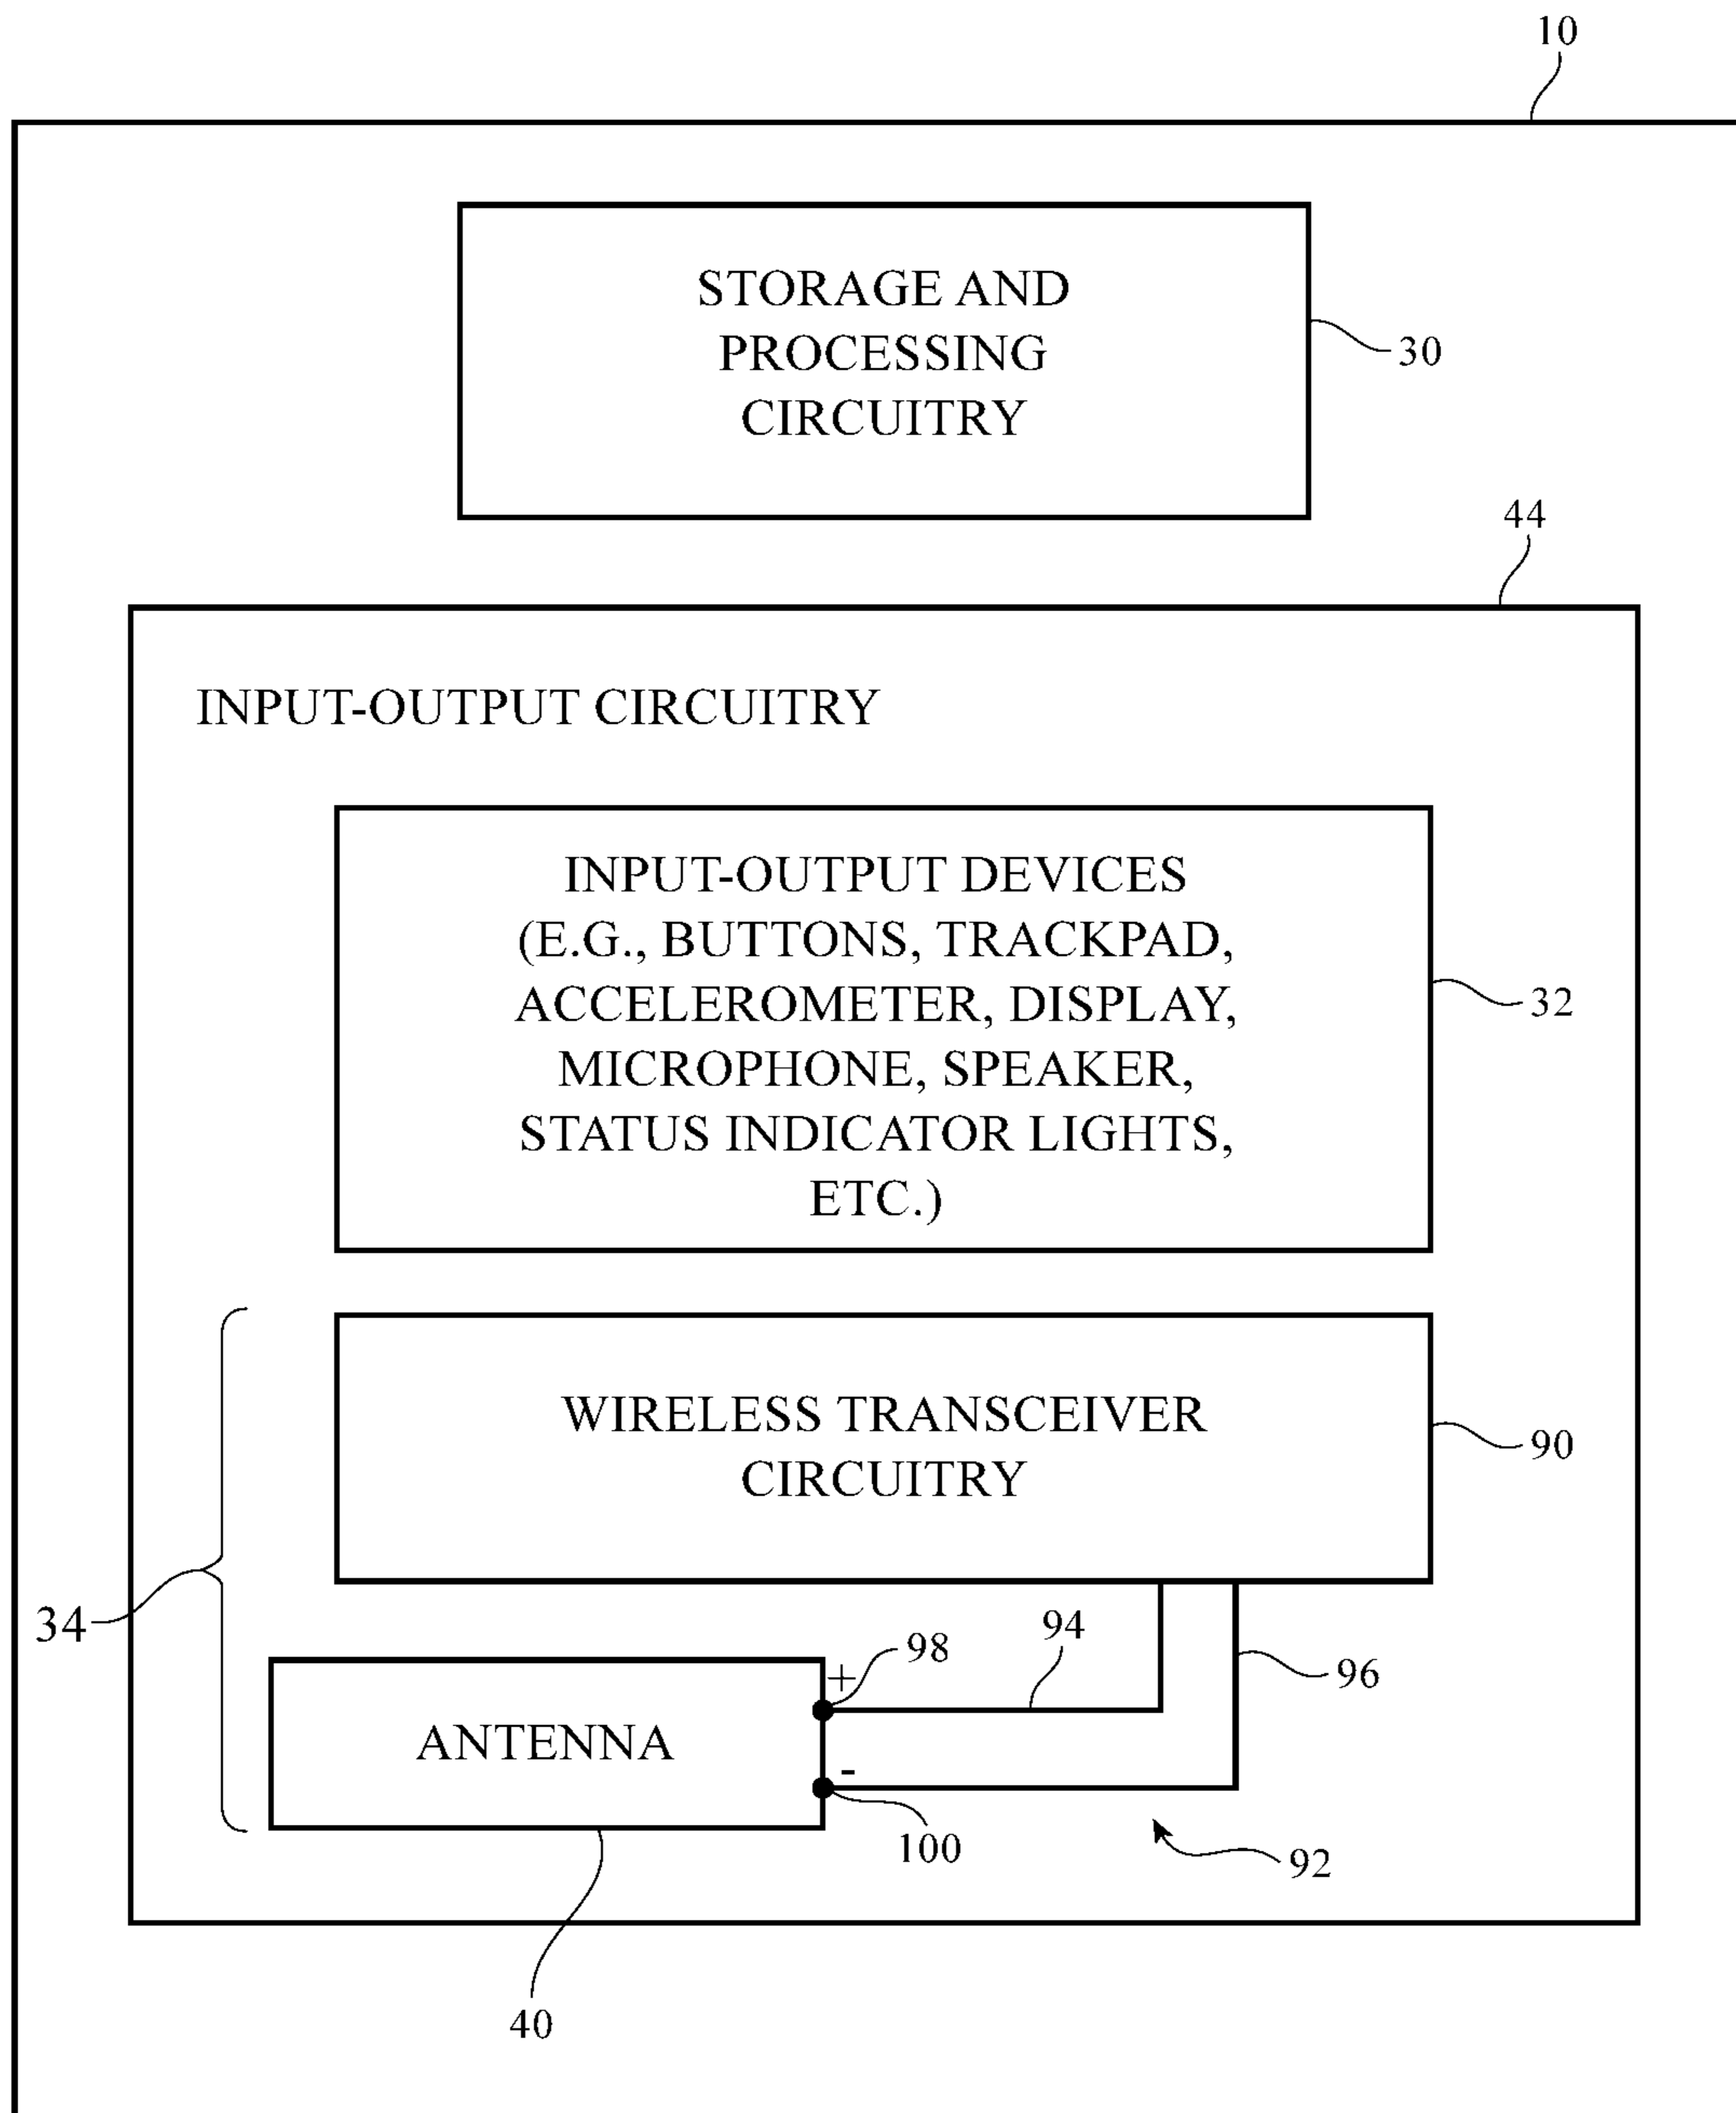 10
STORAGE AND
PROCESSING
CIRCUITRY
30
44
INPUT-OUTPUT CIRCUITRY
INPUT-OUTPUT DEVICES
(E.G., BUTTONS, TRACKPAD,
ACCELEROMETER, DISPLAY,
MICROPHONE, SPEAKER,
STATUS INDICATOR LIGHTS,
ETC.)
32
WIRELESS TRANSCEIVER
CIRCUITRY
90
34
98
94
96
+
ANTENNA
-
100
92
40